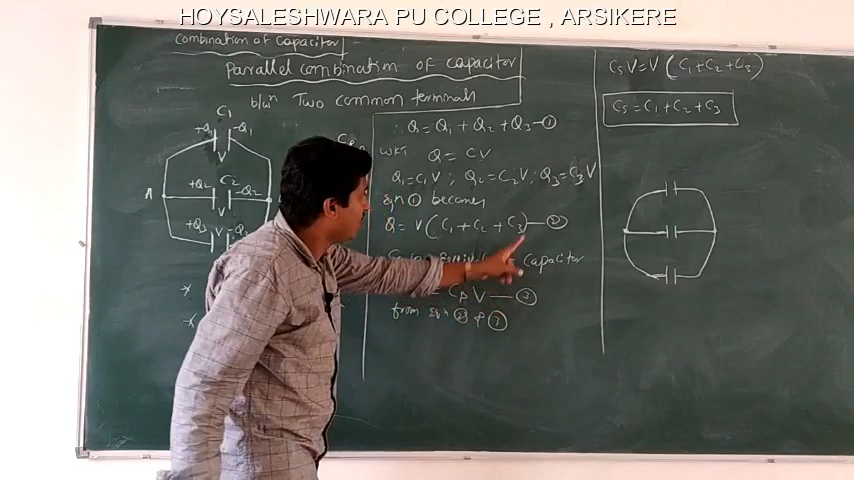 HOYSALESHWARA PU COLLEGE , ARSIKERE
Combination of Capacitor
Parallel combination of capacitor
b/wn Two common terminals
C1
+Q1 -Q1
V
C2
+Q2 -Q2
A
V
+Q3
V
∴ Q = Q1 + Q2 + Q3 — ①
WKT Q = CV
Q1 = C1V ; Q2 = C2V ; Q3 = C3V
Eqn ① becomes
Q = V ( C1 + C2 + C3 ) — ②
Capacitor
= CpV — ③
from Eqn ② & ③
CsV = V ( C1 + C2 + C3 )
Cs = C1 + C2 + C3